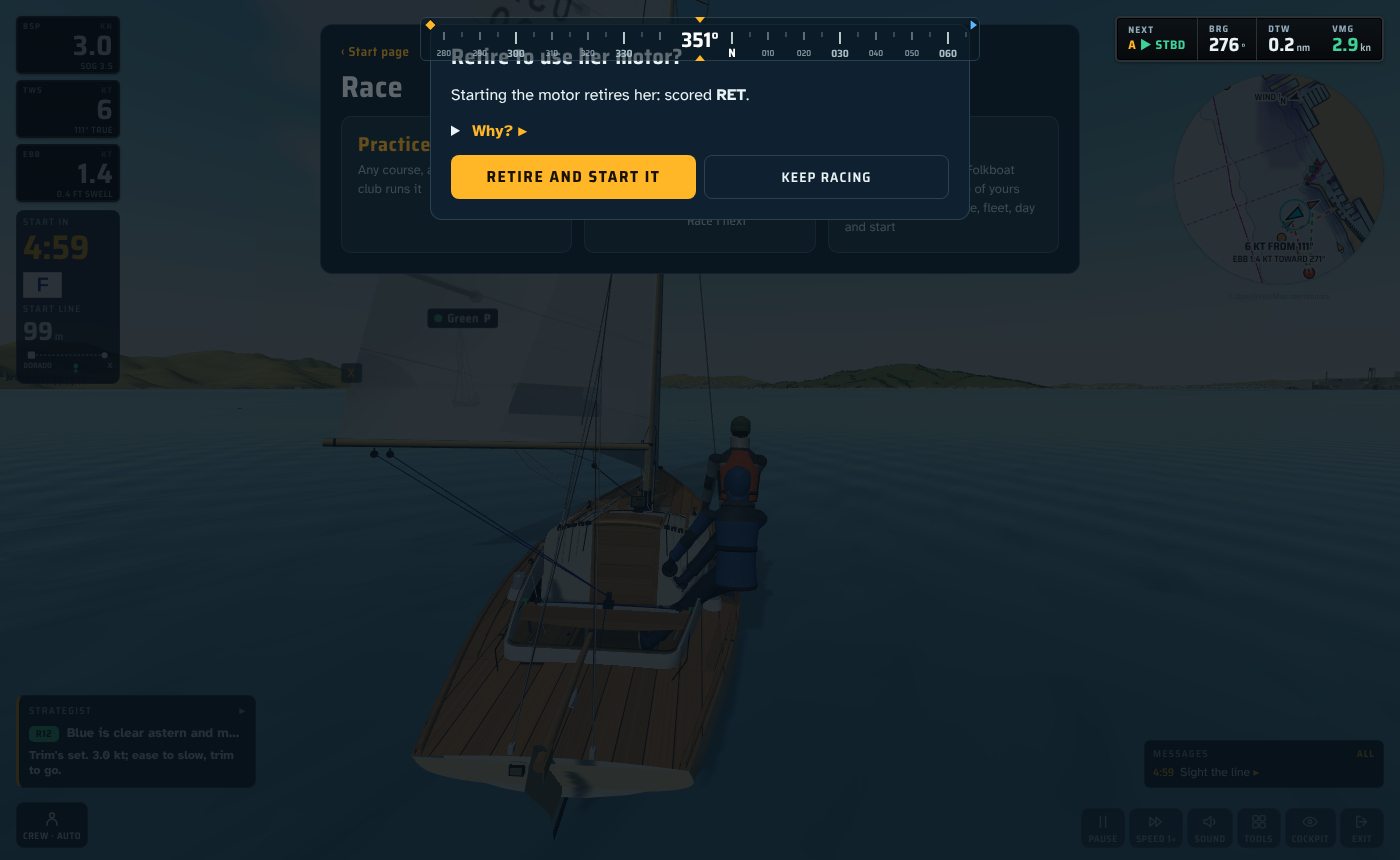 BSP KN
3.0
SOG 3.5
TWS KT
6
111° TRUE
EBB KT
1.4
0.4 FT SWELL
START IN
4:59
F
START LINE
99 m
DORADO X
280 290 300 310 320 330 351° N 010 020 030 040 050 060
NEXT BRG DTW VMG
A STBD 276° 0.2 nm 2.9 kn
WIND
N
6 KT FROM 111°
EBB 1.4 KT TOWARD 271°
‹ Start page
Race
Practice
Any course, a
club runs it
Race 1 next
Folkboat
of yours
e, fleet, day
and start
Retire to use her motor?
Starting the motor retires her: scored RET.
Why? ▸
RETIRE AND START IT
KEEP RACING
Green P
X
STRATEGIST ▸
R12 Blue is clear astern and m...
Trim's set. 3.0 kt; ease to slow, trim
to go.
CREW · AUTO
MESSAGES ALL
4:59 Sight the line ▸
PAUSE SPEED 1× SOUND TOOLS COCKPIT EXIT